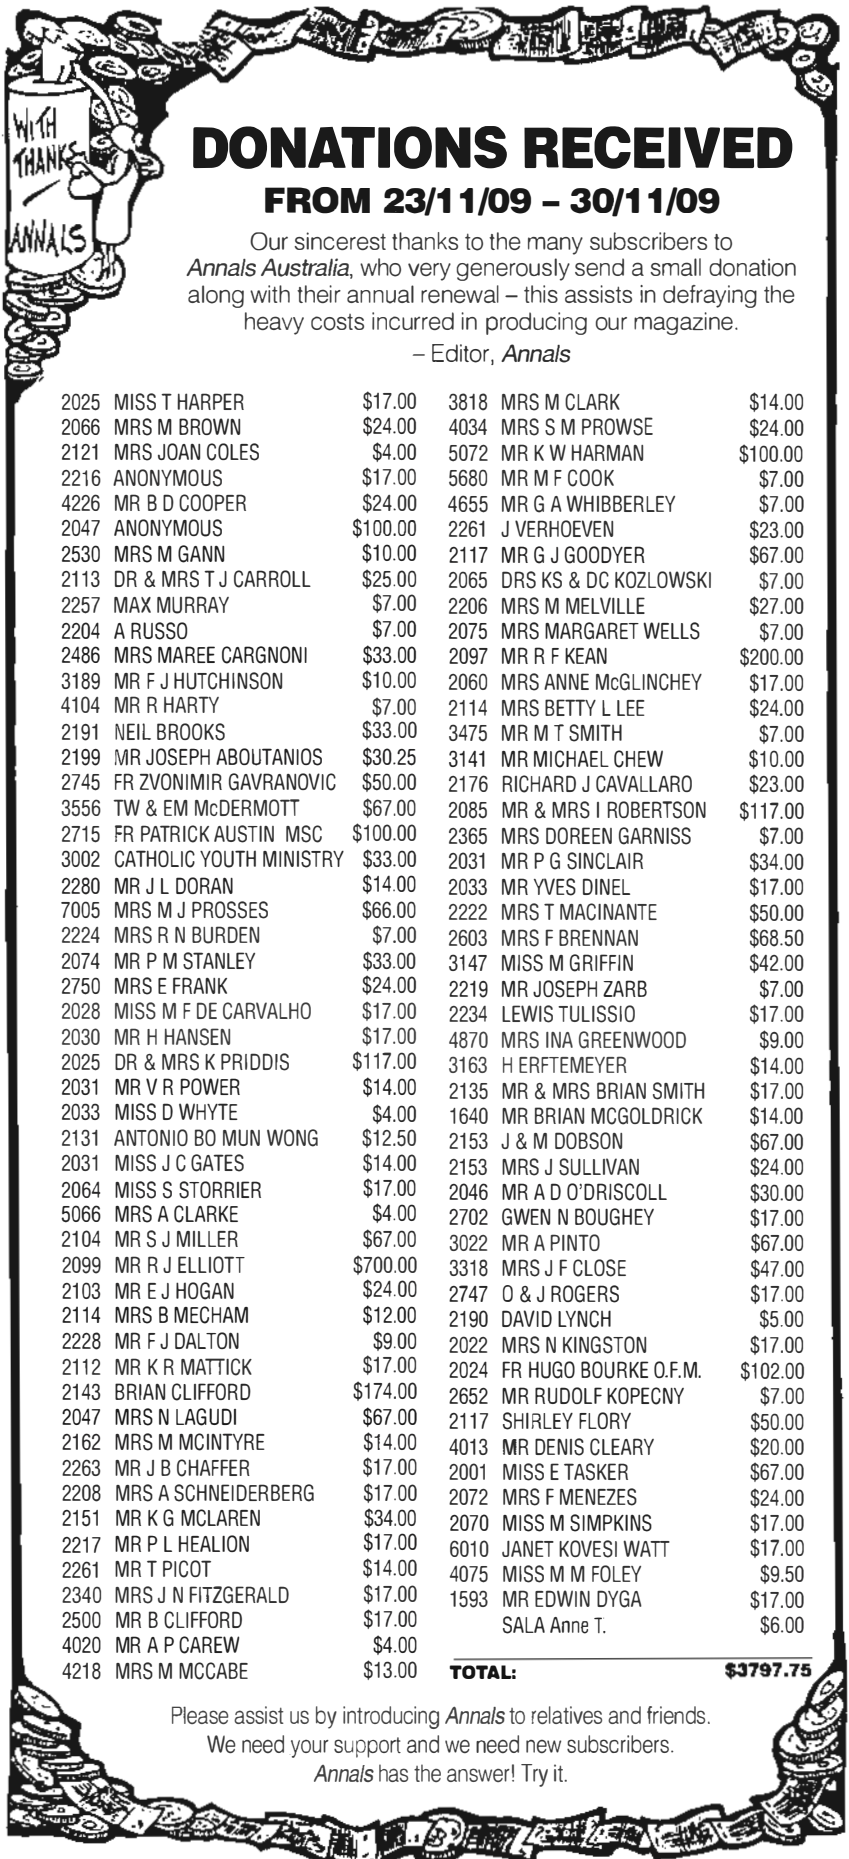 WITH
THANKS
ANNALS
DONATIONS RECEIVED
FROM 23/11/09 – 30/11/09
Our sincerest thanks to the many subscribers to
Annals Australia, who very generously send a small donation
along with their annual renewal – this assists in defraying the
heavy costs incurred in producing our magazine.
– Editor, Annals
2025 MISS T HARPER $17.00
2066 MRS M BROWN $24.00
2121 MRS JOAN COLES $4.00
2216 ANONYMOUS $17.00
4226 MR B D COOPER $24.00
2047 ANONYMOUS $100.00
2530 MRS M GANN $10.00
2113 DR & MRS T J CARROLL $25.00
2257 MAX MURRAY $7.00
2204 A RUSSO $7.00
2486 MRS MAREE CARGNONI $33.00
3189 MR F J HUTCHINSON $10.00
4104 MR R HARTY $7.00
2191 NEIL BROOKS $33.00
2199 MR JOSEPH ABOUTANIOS $30.25
2745 FR ZVONIMIR GAVRANOVIC $50.00
3556 TW & EM McDERMOTT $67.00
2715 FR PATRICK AUSTIN MSC $100.00
3002 CATHOLIC YOUTH MINISTRY $33.00
2280 MR J L DORAN $14.00
7005 MRS M J PROSSES $66.00
2224 MRS R N BURDEN $7.00
2074 MR P M STANLEY $33.00
2750 MRS E FRANK $24.00
2028 MISS M F DE CARVALHO $17.00
2030 MR H HANSEN $17.00
2025 DR & MRS K PRIDDIS $117.00
2031 MR V R POWER $14.00
2033 MISS D WHYTE $4.00
2131 ANTONIO BO MUN WONG $12.50
2031 MISS J C GATES $14.00
2064 MISS S STORRIER $17.00
5066 MRS A CLARKE $4.00
2104 MR S J MILLER $67.00
2099 MR R J ELLIOTT $700.00
2103 MR E J HOGAN $24.00
2114 MRS B MECHAM $12.00
2228 MR F J DALTON $9.00
2112 MR K R MATTICK $17.00
2143 BRIAN CLIFFORD $174.00
2047 MRS N LAGUDI $67.00
2162 MRS M MCINTYRE $14.00
2263 MR J B CHAFFER $17.00
2208 MRS A SCHNEIDERBERG $17.00
2151 MR K G MCLAREN $34.00
2217 MR P L HEALION $17.00
2261 MR T PICOT $14.00
2340 MRS J N FITZGERALD $17.00
2500 MR B CLIFFORD $17.00
4020 MR A P CAREW $4.00
4218 MRS M MCCABE $13.00
3818 MRS M CLARK $14.00
4034 MRS S M PROWSE $24.00
5072 MR K W HARMAN $100.00
5680 MR M F COOK $7.00
4655 MR G A WHIBBERLEY $7.00
2261 J VERHOEVEN $23.00
2117 MR G J GOODYER $67.00
2065 DRS KS & DC KOZLOWSKI $7.00
2206 MRS M MELVILLE $27.00
2075 MRS MARGARET WELLS $7.00
2097 MR R F KEAN $200.00
2060 MRS ANNE McGLINCHEY $17.00
2114 MRS BETTY L LEE $24.00
3475 MR M T SMITH $7.00
3141 MR MICHAEL CHEW $10.00
2176 RICHARD J CAVALLARO $23.00
2085 MR & MRS I ROBERTSON $117.00
2365 MRS DOREEN GARNISS $7.00
2031 MR P G SINCLAIR $34.00
2033 MR YVES DINEL $17.00
2222 MRS T MACINANTE $50.00
2603 MRS F BRENNAN $68.50
3147 MISS M GRIFFIN $42.00
2219 MR JOSEPH ZARB $7.00
2234 LEWIS TULISSIO $17.00
4870 MRS INA GREENWOOD $9.00
3163 H ERFTEMEYER $14.00
2135 MR & MRS BRIAN SMITH $17.00
1640 MR BRIAN MCGOLDRICK $14.00
2153 J & M DOBSON $67.00
2153 MRS J SULLIVAN $24.00
2046 MR A D O'DRISCOLL $30.00
2702 GWEN N BOUGHEY $17.00
3022 MR A PINTO $67.00
3318 MRS J F CLOSE $47.00
2747 O & J ROGERS $17.00
2190 DAVID LYNCH $5.00
2022 MRS N KINGSTON $17.00
2024 FR HUGO BOURKE O.F.M. $102.00
2652 MR RUDOLF KOPECNY $7.00
2117 SHIRLEY FLORY $50.00
4013 MR DENIS CLEARY $20.00
2001 MISS E TASKER $67.00
2072 MRS F MENEZES $24.00
2070 MISS M SIMPKINS $17.00
6010 JANET KOVESI WATT $17.00
4075 MISS M M FOLEY $9.50
1593 MR EDWIN DYGA $17.00
SALA Anne T. $6.00
TOTAL: $3797.75
Please assist us by introducing Annals to relatives and friends.
We need your support and we need new subscribers.
Annals has the answer! Try it.